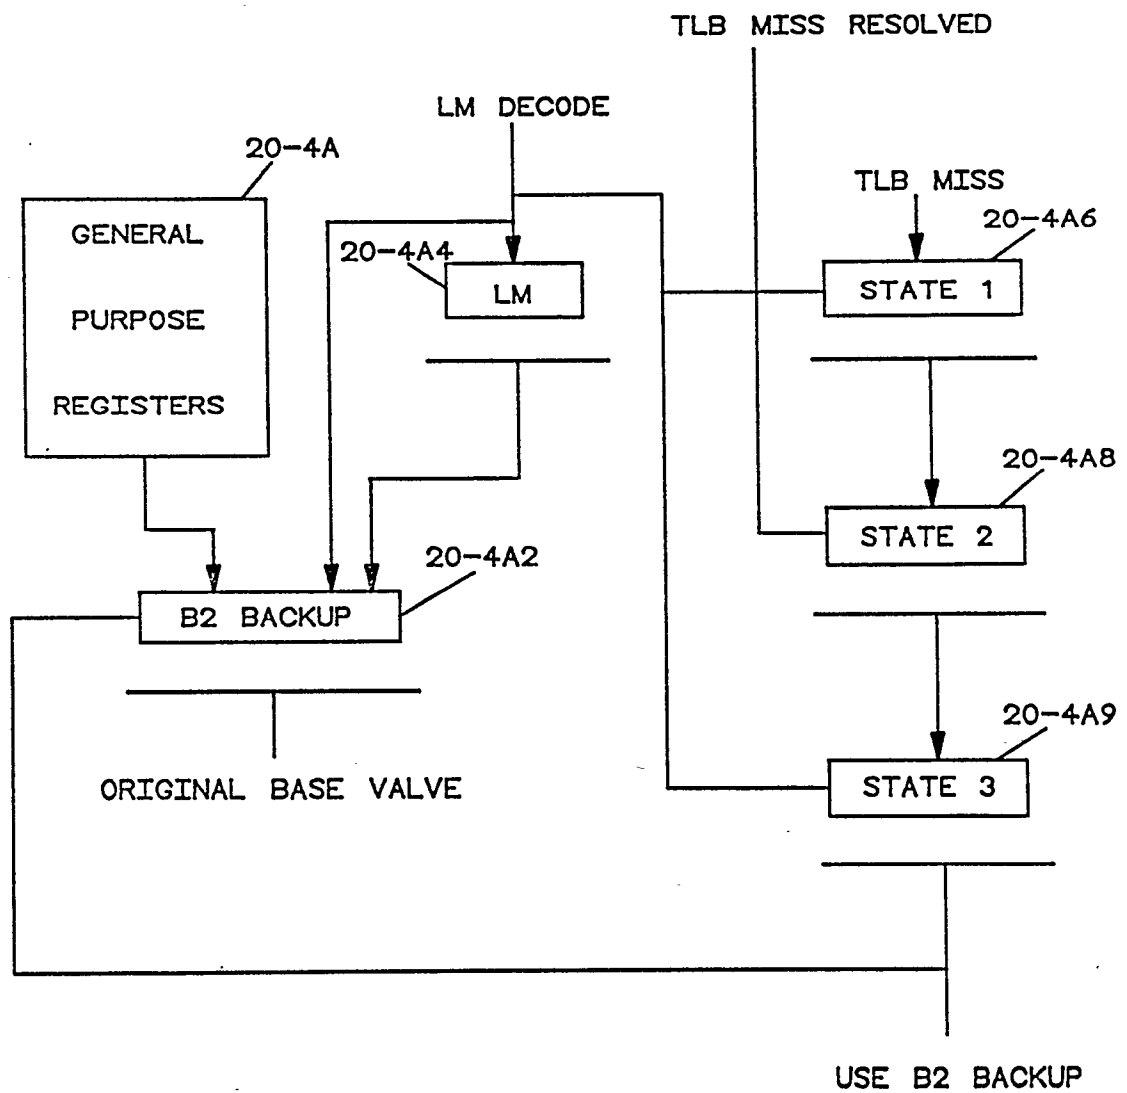 TLB MISS RESOLVED
LM DECODE
20-4A
TLB MISS
20-4A6
GENERAL
PURPOSE
REGISTERS
20-4A4
LM
STATE 1
20-4A8
STATE 2
20-4A2
B2 BACKUP
20-4A9
STATE 3
ORIGINAL BASE VALVE
USE B2 BACKUP